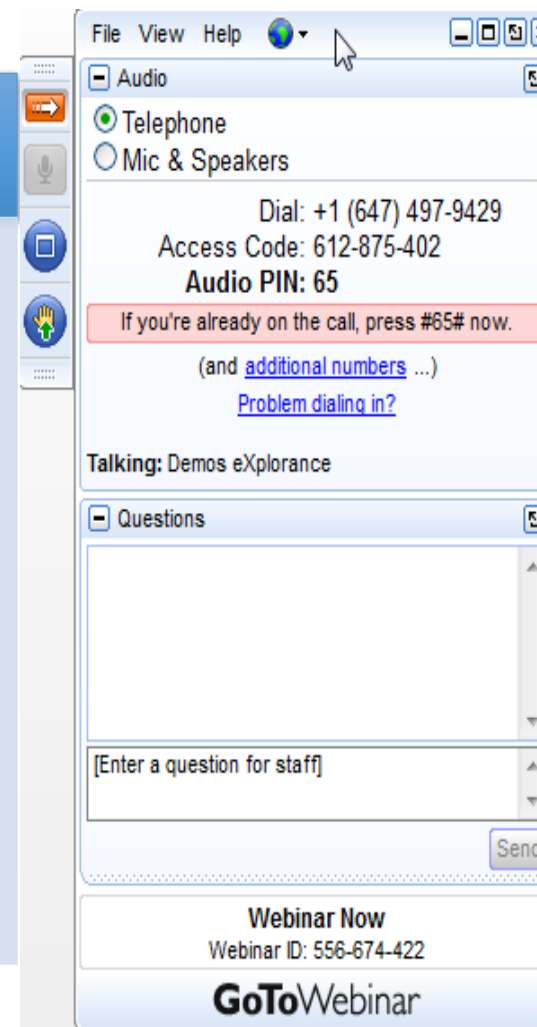 File View Help
Audio
Telephone
Mic & Speakers
Dial: +1 (647) 497-9429
Access Code: 612-875-402
Audio PIN: 65
If you're already on the call, press #65# now.
(and additional numbers ...)
Problem dialing in?
Talking: Demos eXplorance
Questions
[Enter a question for staff]
Send
Webinar Now
Webinar ID: 556-674-422
GoToWebinar